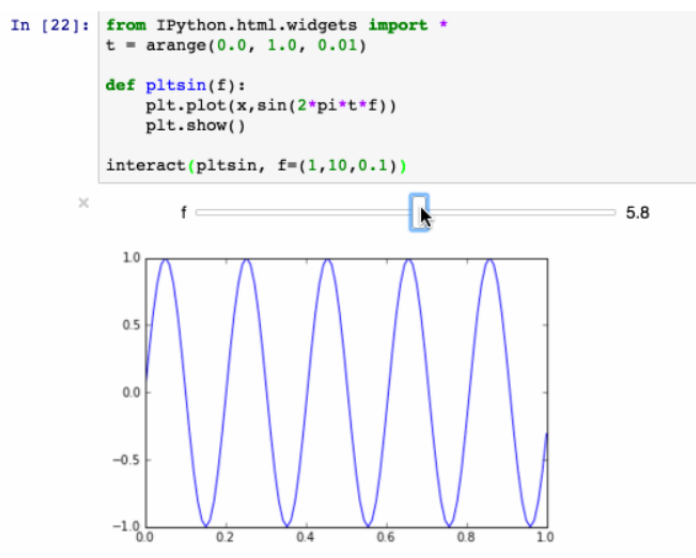 In [22]: from IPython.html.widgets import *
t = arange(0.0, 1.0, 0.01)
def pltsin(f):
    plt.plot(x,sin(2*pi*t*f))
    plt.show()
interact(pltsin, f=(1,10,0.1))
×
f 5.8
1.0
0.5
0.0
−0.5
−1.0
0.0 0.2 0.4 0.6 0.8 1.0